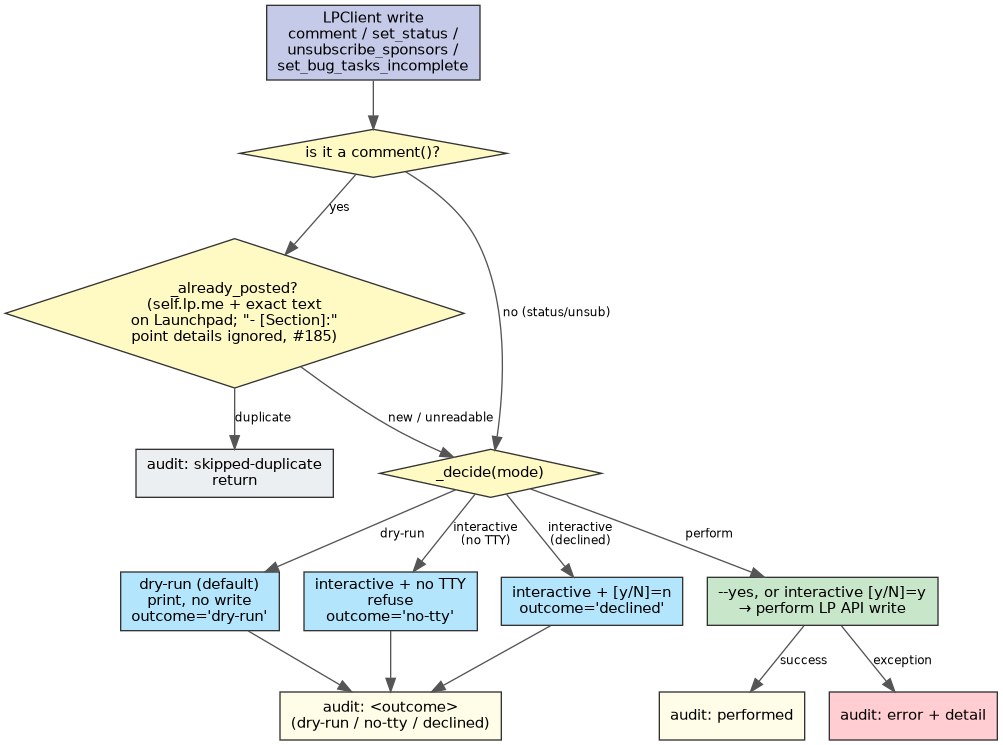 LPClient write
comment / set_status /
unsubscribe_sponsors /
set_bug_tasks_incomplete
is it a comment()?
yes
no (status/unsub)
_already_posted?
(self.lp.me + exact text
on Launchpad; "- [Section]:"
point details ignored, #185)
duplicate
new / unreadable
audit: skipped-duplicate
return
_decide(mode)
dry-run
interactive
(no TTY)
interactive
(declined)
perform
dry-run (default)
print, no write
outcome='dry-run'
interactive + no TTY
refuse
outcome='no-tty'
interactive + [y/N]=n
outcome='declined'
--yes, or interactive [y/N]=y
→ perform LP API write
success
exception
audit: <outcome>
(dry-run / no-tty / declined)
audit: performed
audit: error + detail